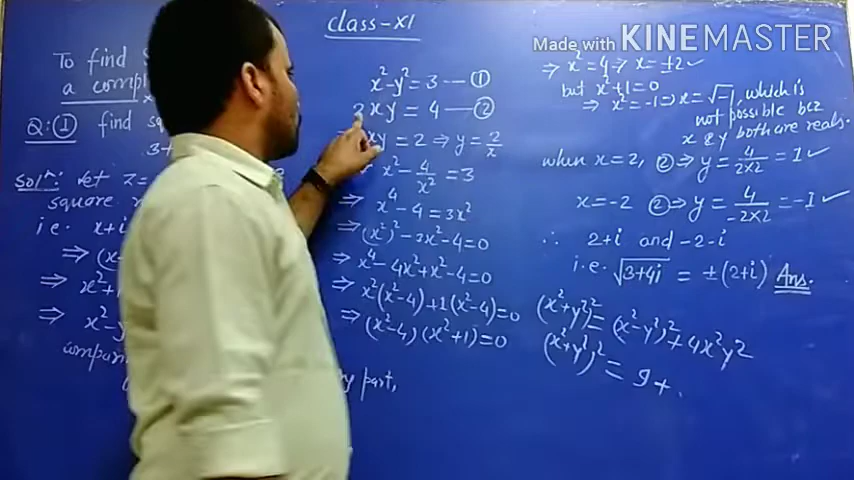 Class-XI
Made with KINEMASTER
To find
a compl
Q:① find sq
3+
Solⁿ: Let z=
square
i.e. x+i
⇒ (x
⇒ x²+
⇒ x²-y
comparin
y part,
x²-y²=3 --- ①
2xy=4 — ②
xy=2 ⇒ y=2/x
x² - 4/x² = 3
⇒ x⁴-4=3x²
⇒ (x²)²-3x²-4=0
⇒ x⁴-4x²+x²-4=0
⇒ x²(x²-4)+1(x²-4)=0
⇒ (x²-4)(x²+1)=0
⇒ x²=4 ⇒ x=±2 ✓
but x²+1=0
⇒ x²=-1 ⇒ x=√-1, which is
not possible bcz
x & y both are reals.
when x=2, ② ⇒ y= 4/2×2 =1 ✓
x=-2 ② ⇒ y= 4/-2×2 =-1 ✓
∴ 2+i and -2-i
i.e. √3+4i = ±(2+i) Ans.
(x²+y²)²=(x²-y²)²+4x²y²
(x²+y²)²=9+